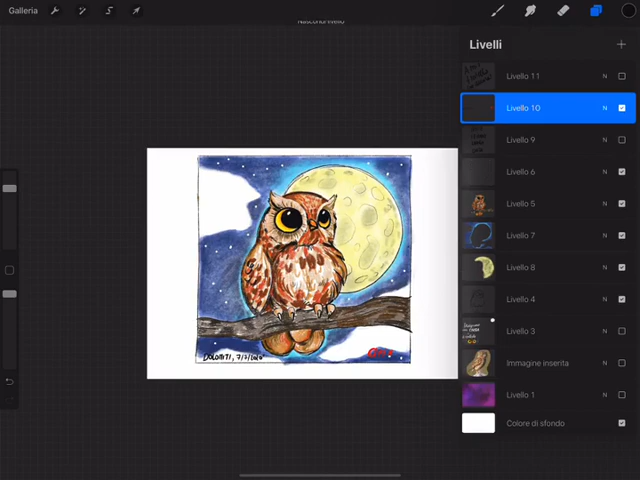 Nascondi livello
Galleria
Livelli
Livello 11 N
Livello 10 N
Livello 9 N
Livello 6 N
Livello 5 N
Livello 7 N
Livello 8 N
Livello 4 N
Livello 3 N
Immagine inserita N
Livello 1 N
Colore di sfondo